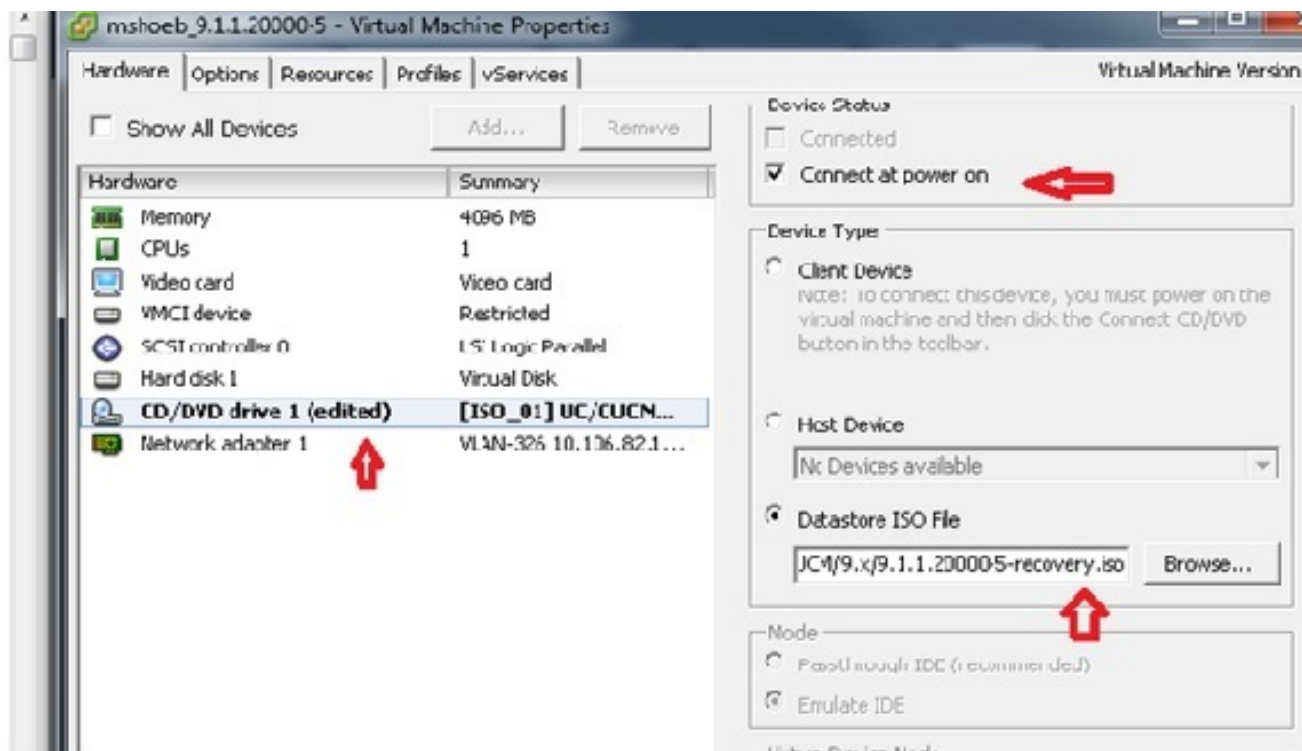 mshoeb_9.1.1.20000-5 - Virtual Machine Properties
Hardware Options Resources Profiles vServices
Virtual Machine Version
Show All Devices
Add...
Remove
Hardware Summary
Memory 4096 MB
CPUs 1
Video card Video card
VMCI device Restricted
SCSI controller 0 LSI Logic Parallel
Hard disk 1 Virtual Disk
CD/DVD drive 1 (edited) [ISO_01] UC/CUCN...
Network adapter 1 VLAN-326 10.106.82.1...
Device Status
Connected
Connect at power on
Device Type
Client Device
Note: To connect this device, you must power on the
virtual machine and then click the Connect CD/DVD
button in the toolbar.
Host Device
No Devices available
Datastore ISO File
JCM/9.x/9.1.1.20000-5-recovery.iso
Browse...
Node
Passthrough IDE (recommended)
Emulate IDE
Virtual Device Node